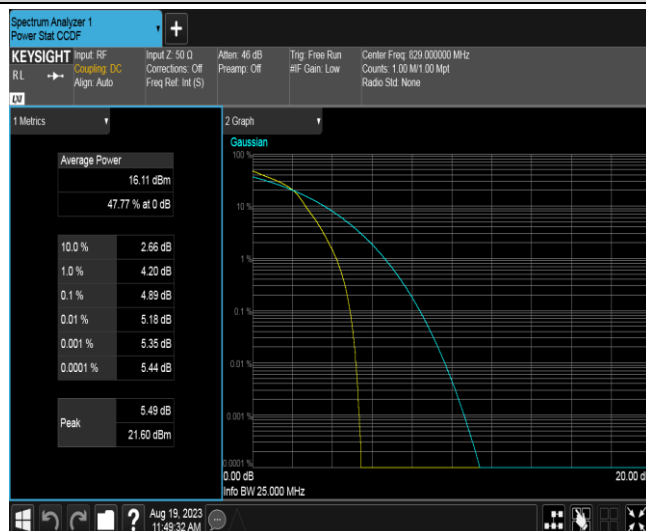 Spectrum Analyzer 1
Power Stat CCDF
+
KEYSIGHT Input: RF Input Z: 50 Ω Atten: 46 dB Trig: Free Run Center Freq: 829.000000 MHz
RL Coupling: DC Corrections: Off Preamp: Off #IF Gain: Low Counts: 1.00 M/1.00 Mpt
Align: Auto Freq Ref: Int (S) Radio Std: None
LXI
1 Metrics
Average Power
16.11 dBm
47.77 % at 0 dB
10.0 % 2.66 dB
1.0 % 4.20 dB
0.1 % 4.89 dB
0.01 % 5.18 dB
0.001 % 5.35 dB
0.0001 % 5.44 dB
Peak 5.49 dB
21.60 dBm
2 Graph
Gaussian
100 %
10 %
1 %
0.1 %
0.01 %
0.001 %
0.0001 %
0.00 dB 20.00 d
Info BW 25.000 MHz
? Aug 19, 2023
11:49:32 AM